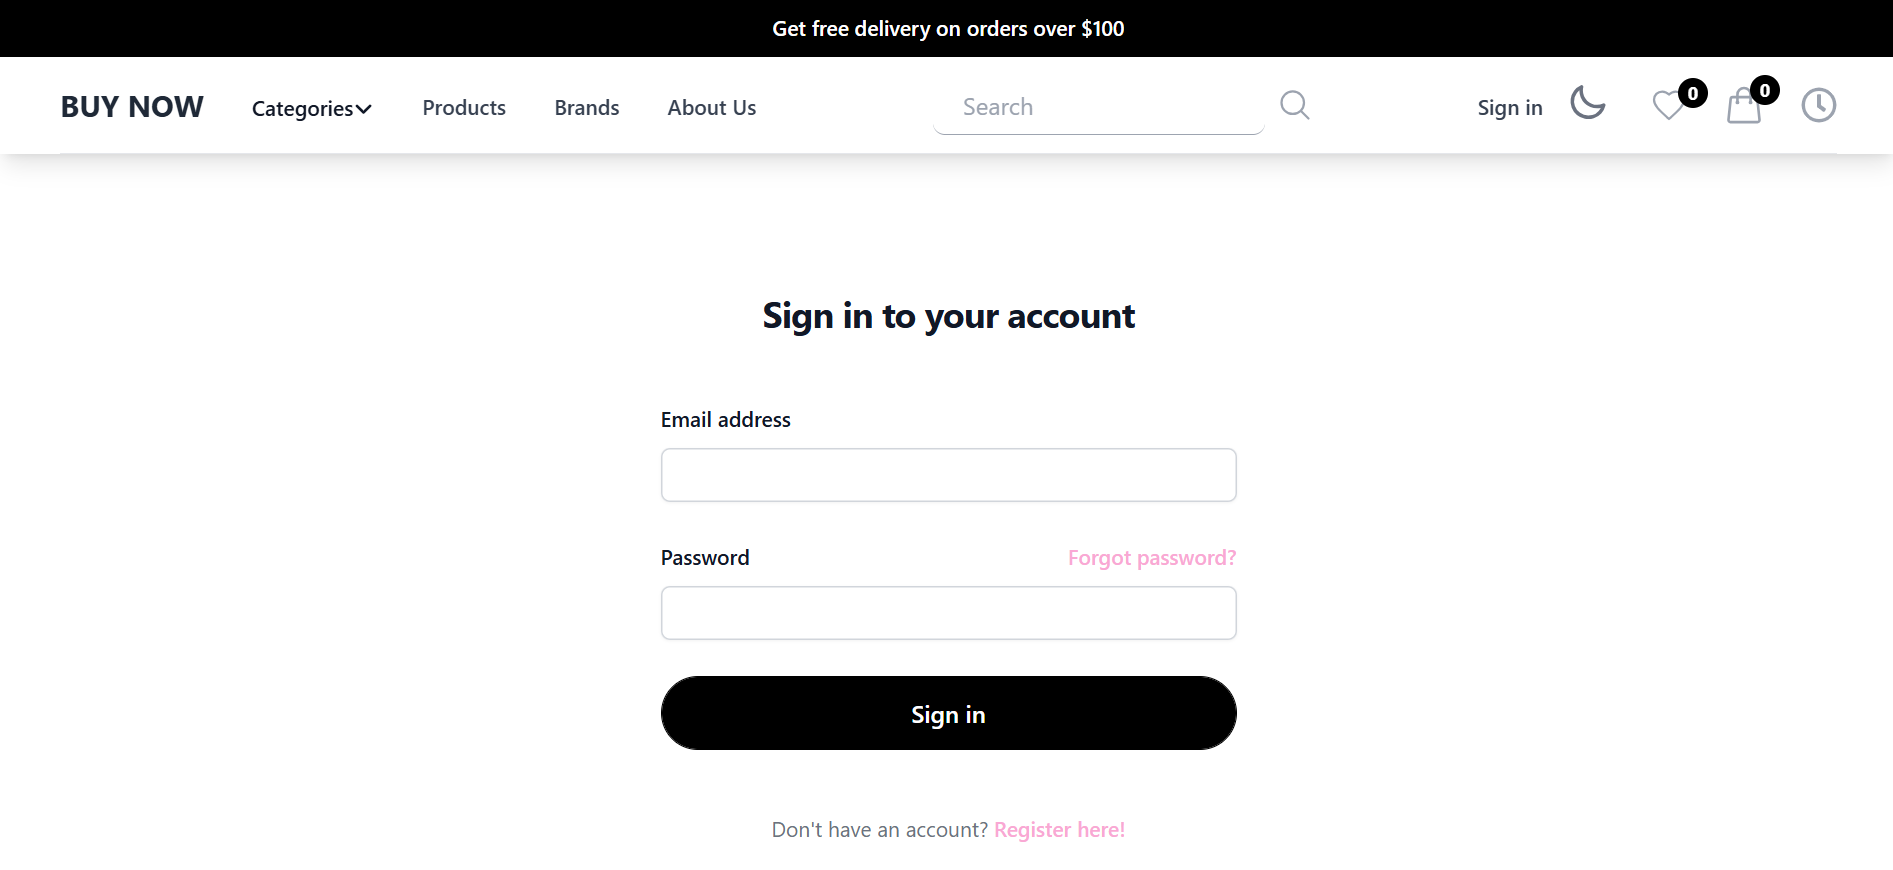 Get free delivery on orders over $100
BUY NOW Categories Products Brands About Us Search Sign in 0 0
Sign in to your account
Email address
Password Forgot password?
Sign in
Don't have an account? Register here!